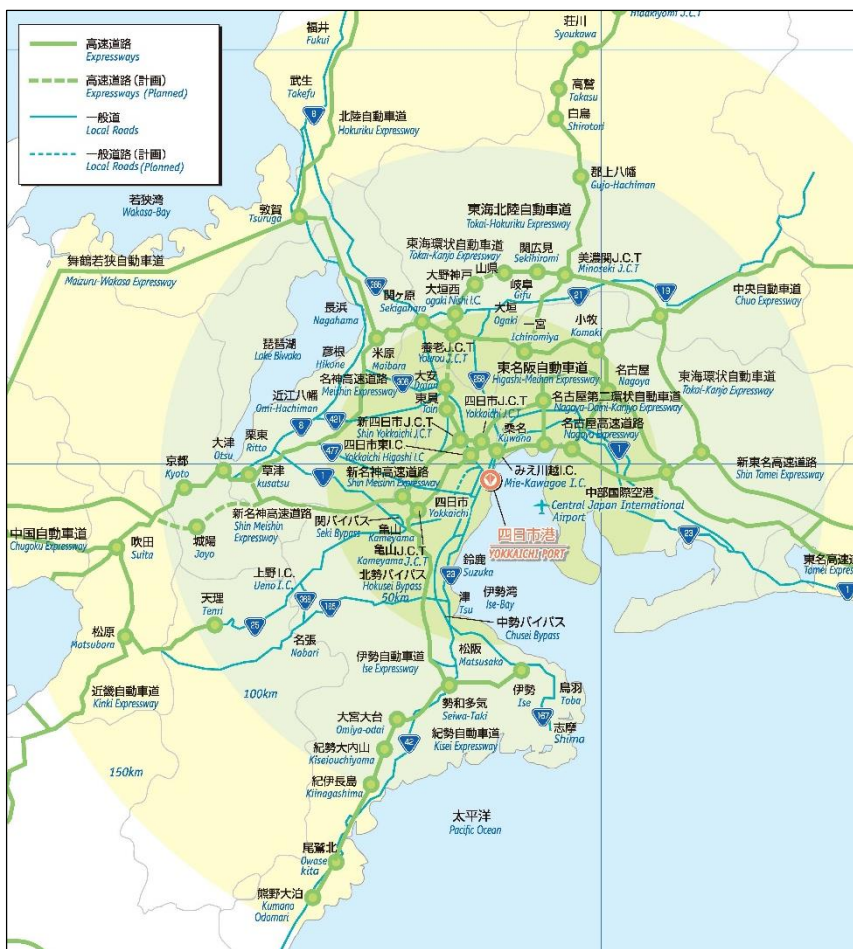 高速道路
Expressways
高速道路(計画)
Expressways (Planned)
一般道
Local Roads
一般道路(計画)
Local Roads (Planned)
福井
Fukui
武生
Takefu
8
北陸自動車道
Hokuriku Expressway
荘川
Syoukawa
高鷲
Takasu
白鳥
Shirotori
郡上八幡
Gujo-Hachiman
若狭湾
Wakasa-Bay
敦賀
Tsuruga
舞鶴若狭自動車道
Maizuru-Wakasa Expressway
東海北陸自動車道
Tokai-Hokuriku Expressway
東海環状自動車道
Tokai-Kanjo Expressway
関広見
Sekihiromi
山県
大野神戸
美濃関J.C.T
Minoseki J.C.T
岐阜
Gifu
大垣西
ogaki Nishi I.C.
関ヶ原
Sekigahara
大垣
Ogaki
21
19
中央自動車道
Chuo Expressway
長浜
Nagahama
一宮
Ichinomiya
小牧
Komaki
琵琶湖
Lake Biwako
彦根
Hikone
米原
Maibara
養老J.C.T
Yourou J.C.T
東名阪自動車道
Higashi-Meihan Expressway
名古屋
Nagoya
東海環状自動車道
Tokai-Kanjo Expressway
名神高速道路
Meishin Expressway
306
258
大安
Daian
東員
Toin
四日市J.C.T
Yokkaichi J.C.T
名古屋第二環状自動車道
Nagoya-Daini-Kanjo Expressway
近江八幡
Omi-Hachiman
8
421
新四日市J.C.T
Shin Yokkaichi J.C.T
桑名
Kuwana
名古屋高速道路
Nagoya Expressway
1
栗東
Ritto
477
四日市東I.C.
Yokkaichi Higashi I.C
みえ川越I.C.
Mie-Kawagoe I.C.
新東名高速道路
Shin Tomei Expressway
大津
Otsu
京都
Kyoto
草津
kusatsu
1
新名神高速道路
Shin Meisinn Expressway
中部国際空港
Central Japan International
Airport
新名神高速道路
Shin Meishin
Expressway
四日市
Yokkaichi
四日市港
YOKKAICHI PORT
23
中国自動車道
Chugoku Expressway
吹田
Suita
城陽
Joyo
関バイパス
Seki Bypass
亀山
Kameyama
亀山J.C.T
Kameyama J.C.T
北勢バイパス
Hokusei Bypass
50km
鈴鹿
Suzuka
23
東名高速道
1
上野I.C.
Ueno I.C.
天理
Tenri
25
名張
Nabari
津
Tsu
伊勢湾
Ise-Bay
中勢バイパス
Chusei Bypass
松原
Matsubara
伊勢自動車道
Ise Expressway
松阪
Matsusaka
近畿自動車道
Kinki Expressway
100km
勢和多気
Seiwa-Taki
伊勢
Ise
鳥羽
Toba
167
志摩
Shima
大宮大台
Omiya-odai
42
紀勢自動車道
Kisei Expressway
紀勢大内山
Kiseiouchiyama
150km
紀伊長島
Kiinagashima
太平洋
Pacific Ocean
尾鷲北
Owase
kita
熊野大泊
Kumano
Odomari